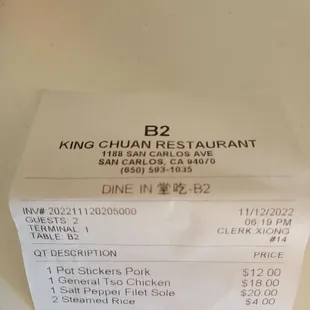 B2
KING CHUAN RESTAURANT
1188 SAN CARLOS AVE
SAN CARLOS, CA 94070
(650) 593-1035
DINE IN 堂吃-B2
INV#: 202211120205000 11/12/2022
GUESTS: 2 06:19 PM
TERMINAL: 1 CLERK:XIONG
TABLE: B2 #14
QT DESCRIPTION PRICE
1 Pot Stickers Pork $12.00
1 General Tso Chicken $18.00
1 Salt Pepper Filet Sole $20.00
2 Steamed Rice $4.00